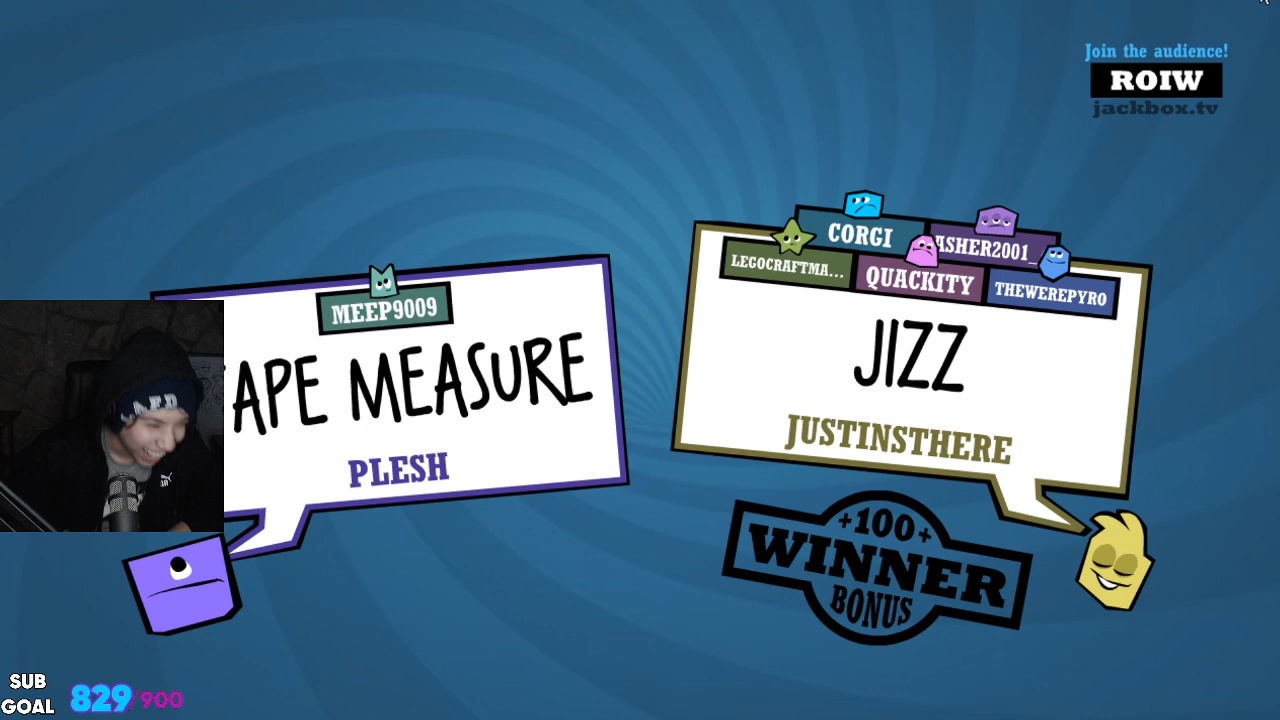 Join the audience!
ROIW
jackbox.tv
CORGI
ASHER2001_
LEGOCRAFTMA...
QUACKITY
THEWEREPYRO
MEEP9009
APE MEASURE
PLESH
JIZZ
JUSTINSTHERE
+100+
WINNER
BONUS
SUB
GOAL
829/900